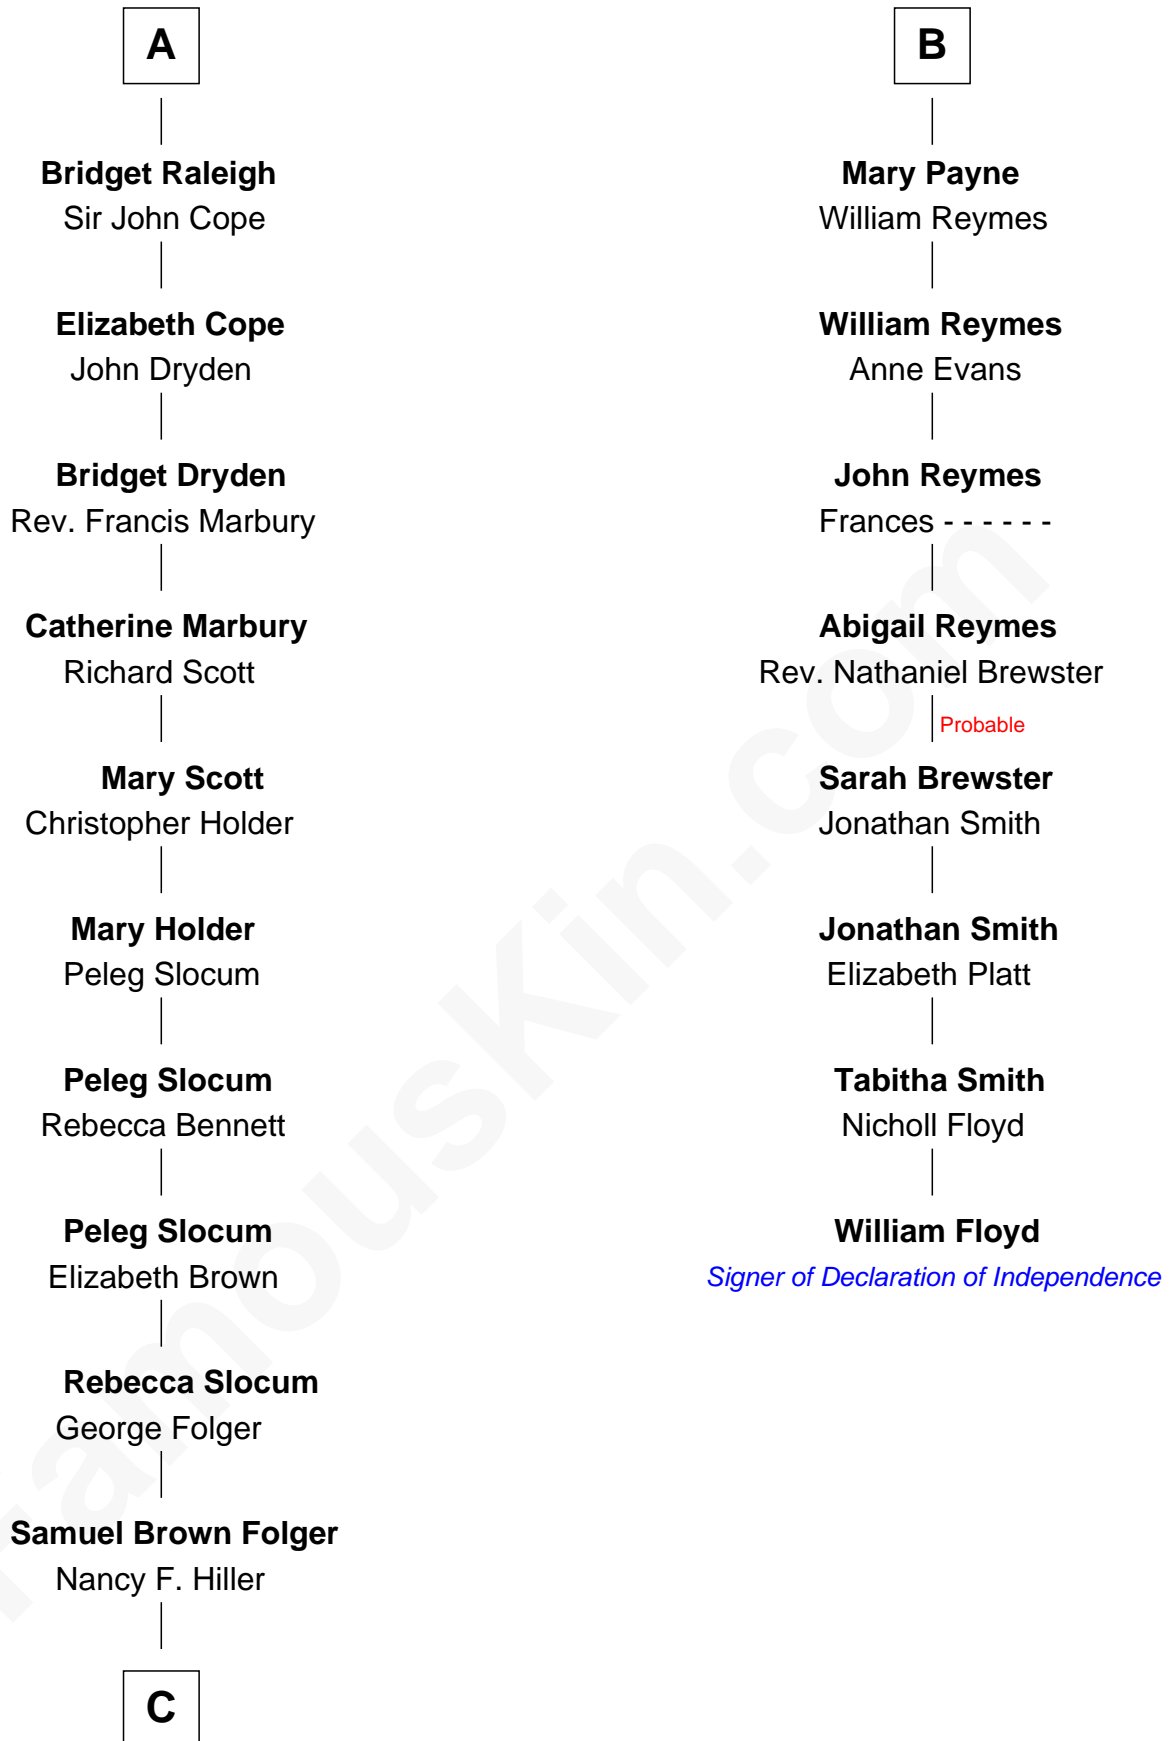 A
Bridget Raleigh
Sir John Cope
Elizabeth Cope
John Dryden
Bridget Dryden
Rev. Francis Marbury
Catherine Marbury
Richard Scott
Mary Scott
Christopher Holder
Mary Holder
Peleg Slocum
Peleg Slocum
Rebecca Bennett
Peleg Slocum
Elizabeth Brown
Rebecca Slocum
George Folger
Samuel Brown Folger
Nancy F. Hiller
C
B
Mary Payne
William Reymes
William Reymes
Anne Evans
John Reymes
Frances - - - - - -
Abigail Reymes
Rev. Nathaniel Brewster
Probable
Sarah Brewster
Jonathan Smith
Jonathan Smith
Elizabeth Platt
Tabitha Smith
Nicholl Floyd
William Floyd
Signer of Declaration of Independence
FamousKin.com